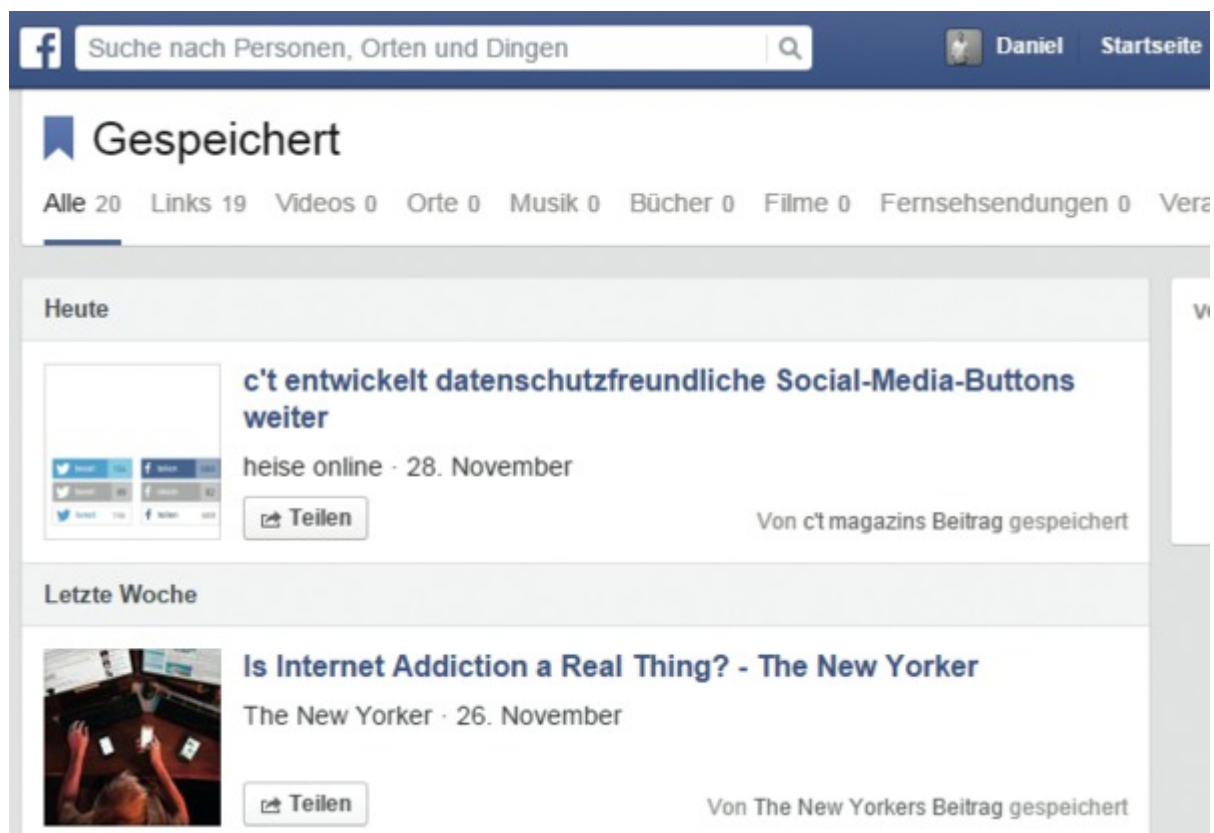 f Suche nach Personen, Orten und Dingen Daniel Startseite
Gespeichert
Alle 20 Links 19 Videos 0 Orte 0 Musik 0 Bücher 0 Filme 0 Fernsehsendungen 0 Vera
Heute
c't entwickelt datenschutzfreundliche Social-Media-Buttons
weiter
heise online · 28. November
Teilen
Von c't magazins Beitrag gespeichert
Letzte Woche
Is Internet Addiction a Real Thing? - The New Yorker
The New Yorker · 26. November
Teilen
Von The New Yorkers Beitrag gespeichert